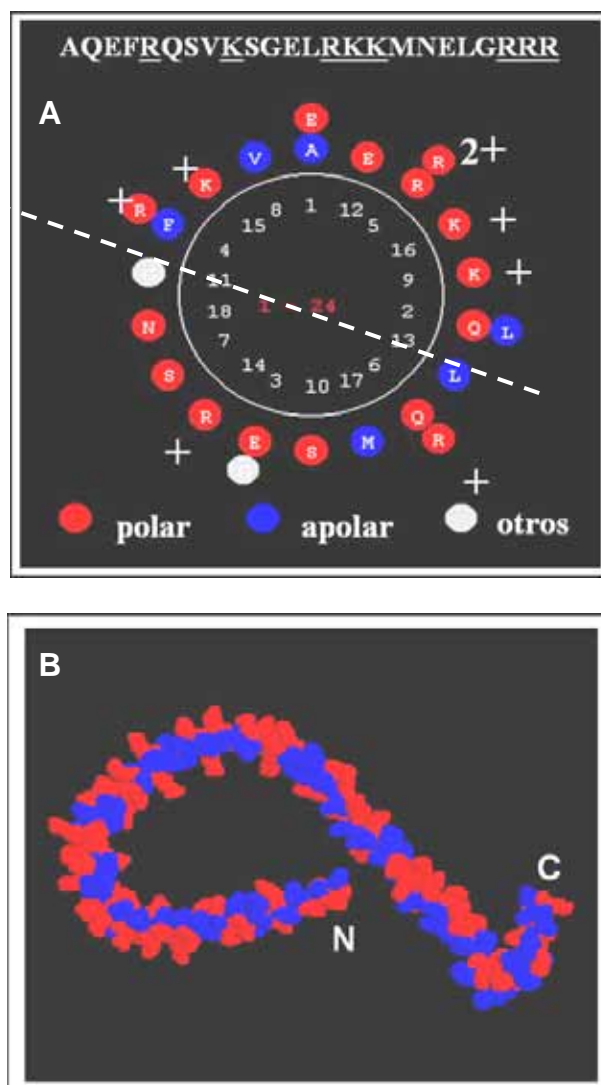 AQEFRQSVKSGELRKKMNELGRRR
A
E
V A E R 2+
+ K R
+ R F K +
K +
N Q L
S L
R Q
E S M R
+ +
8 1 12
15 5
4 16
11 9
18 1 - 24 2
7 13
14 6
3 10 17
polar apolar otros
B
C
N